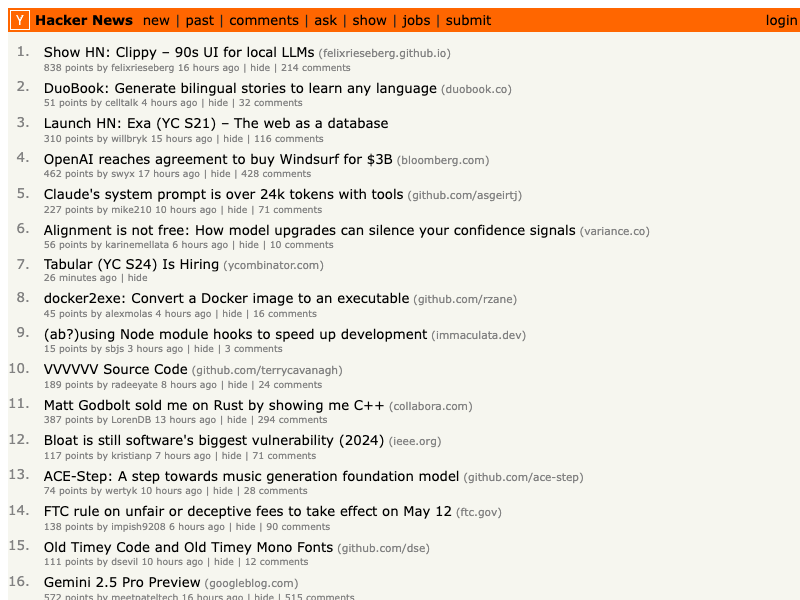 Y Hacker News new | past | comments | ask | show | jobs | submit login
1. Show HN: Clippy – 90s UI for local LLMs (felixrieseberg.github.io)
838 points by felixrieseberg 16 hours ago | hide | 214 comments
2. DuoBook: Generate bilingual stories to learn any language (duobook.co)
51 points by celltalk 4 hours ago | hide | 32 comments
3. Launch HN: Exa (YC S21) – The web as a database
310 points by willbryk 15 hours ago | hide | 116 comments
4. OpenAI reaches agreement to buy Windsurf for $3B (bloomberg.com)
462 points by swyx 17 hours ago | hide | 428 comments
5. Claude's system prompt is over 24k tokens with tools (github.com/asgeirtj)
227 points by mike210 10 hours ago | hide | 71 comments
6. Alignment is not free: How model upgrades can silence your confidence signals (variance.co)
56 points by karinemellata 6 hours ago | hide | 10 comments
7. Tabular (YC S24) Is Hiring (ycombinator.com)
26 minutes ago | hide
8. docker2exe: Convert a Docker image to an executable (github.com/rzane)
45 points by alexmolas 4 hours ago | hide | 16 comments
9. (ab?)using Node module hooks to speed up development (immaculata.dev)
15 points by sbjs 3 hours ago | hide | 3 comments
10. VVVVVV Source Code (github.com/terrycavanagh)
189 points by radeeyate 8 hours ago | hide | 24 comments
11. Matt Godbolt sold me on Rust by showing me C++ (collabora.com)
387 points by LorenDB 13 hours ago | hide | 294 comments
12. Bloat is still software's biggest vulnerability (2024) (ieee.org)
117 points by kristianp 7 hours ago | hide | 71 comments
13. ACE-Step: A step towards music generation foundation model (github.com/ace-step)
74 points by wertyk 10 hours ago | hide | 28 comments
14. FTC rule on unfair or deceptive fees to take effect on May 12 (ftc.gov)
138 points by impish9208 6 hours ago | hide | 90 comments
15. Old Timey Code and Old Timey Mono Fonts (github.com/dse)
111 points by dsevil 10 hours ago | hide | 12 comments
16. Gemini 2.5 Pro Preview (googleblog.com)
572 points by meetpateltech 16 hours ago | hide | 515 comments